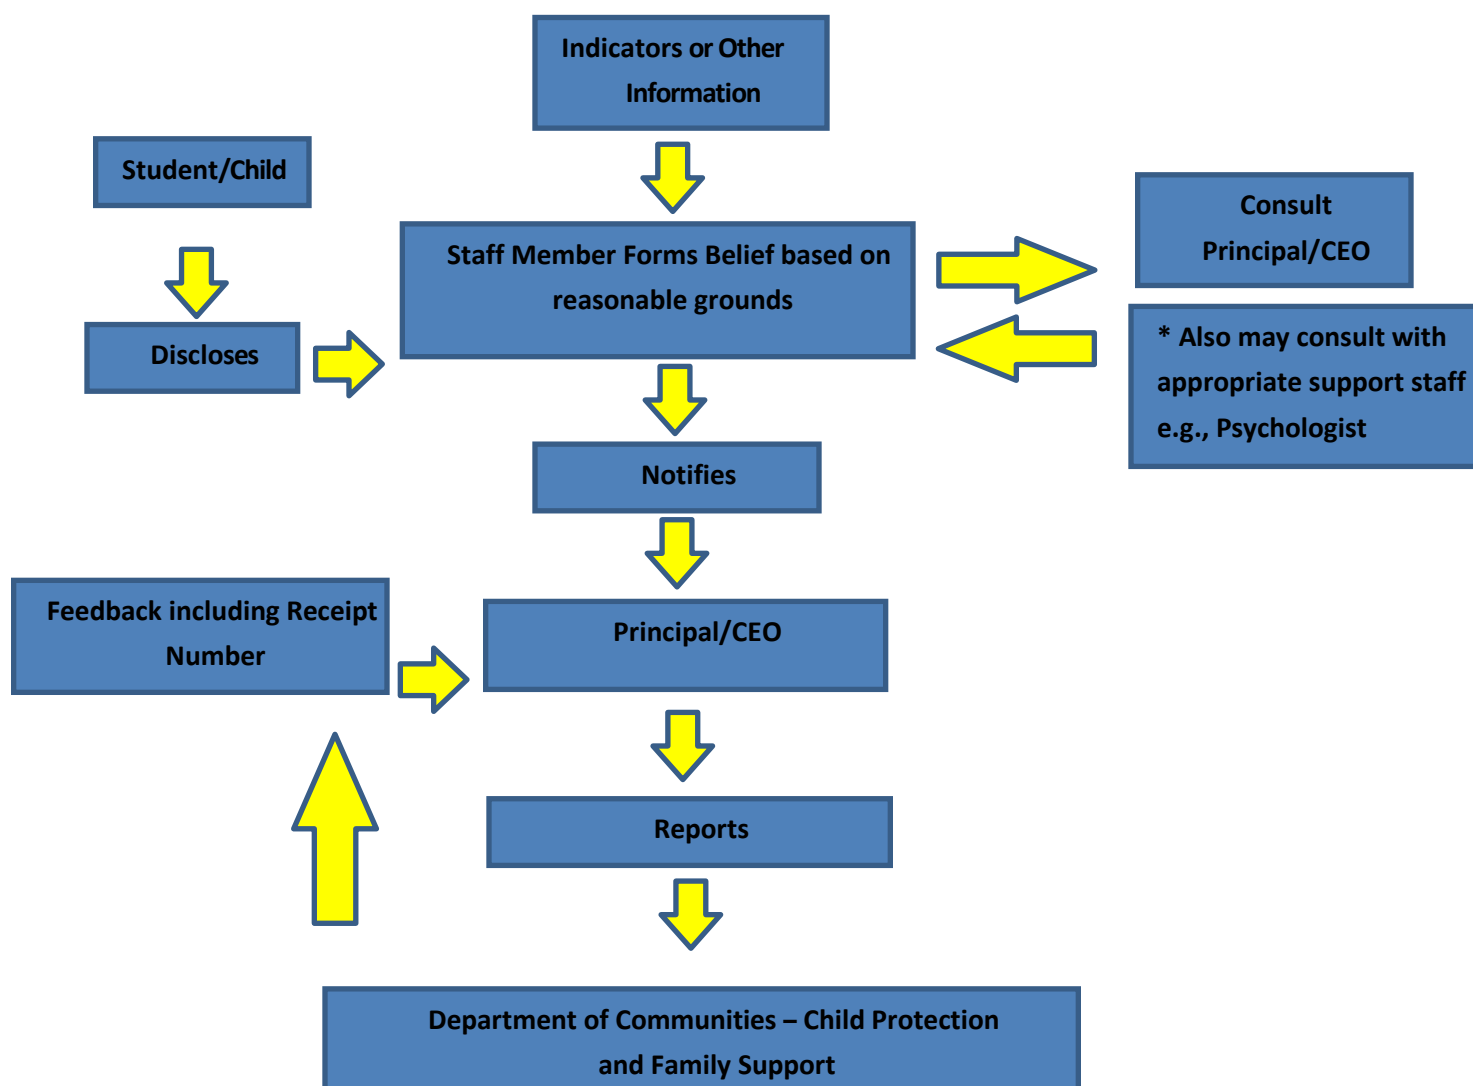 Indicators or Other
Information
Student/Child
Consult
Principal/CEO
Staff Member Forms Belief based on
reasonable grounds
Discloses
* Also may consult with
appropriate support staff
e.g., Psychologist
Notifies
Feedback including Receipt
Number
Principal/CEO
Reports
Department of Communities – Child Protection
and Family Support